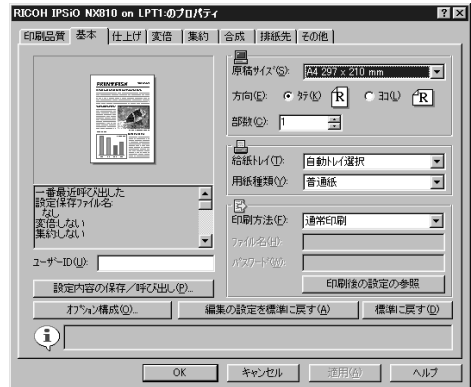 RICOH IPSiO NX810 on LPT1:のプロパティ
印刷品質 基本 仕上げ 変倍 集約 合成 排紙先 その他
原稿サイズ(S): A4 297 x 210 mm
方向(E): タテ(K) R ヨコ(L) R
部数(C): 1
給紙トレイ(T): 自動トレイ選択
用紙種類(Y): 普通紙
一番最近呼び出した
設定保存ファイル名:
なし
変倍しない
集約しない
印刷方法(F): 通常印刷
ファイル名(H):
パスワード(W):
ユーザーID(U):
印刷後の設定の参照
設定内容の保存／呼び出し(P)...
オプション構成(O)... 編集の設定を標準に戻す(A) 標準に戻す(D)
OK キャンセル 適用(A) ヘルプ